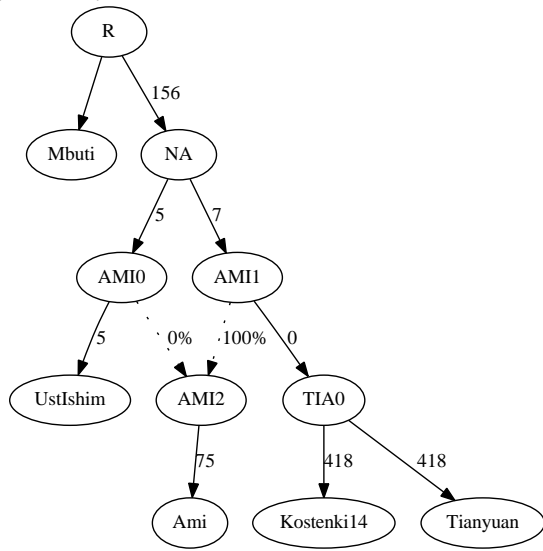 R
156
Mbuti
NA
5
7
AMI0
AMI1
5
0%
100%
0
UstIshim
AMI2
TIA0
75
418
418
Ami
Kostenki14
Tianyuan